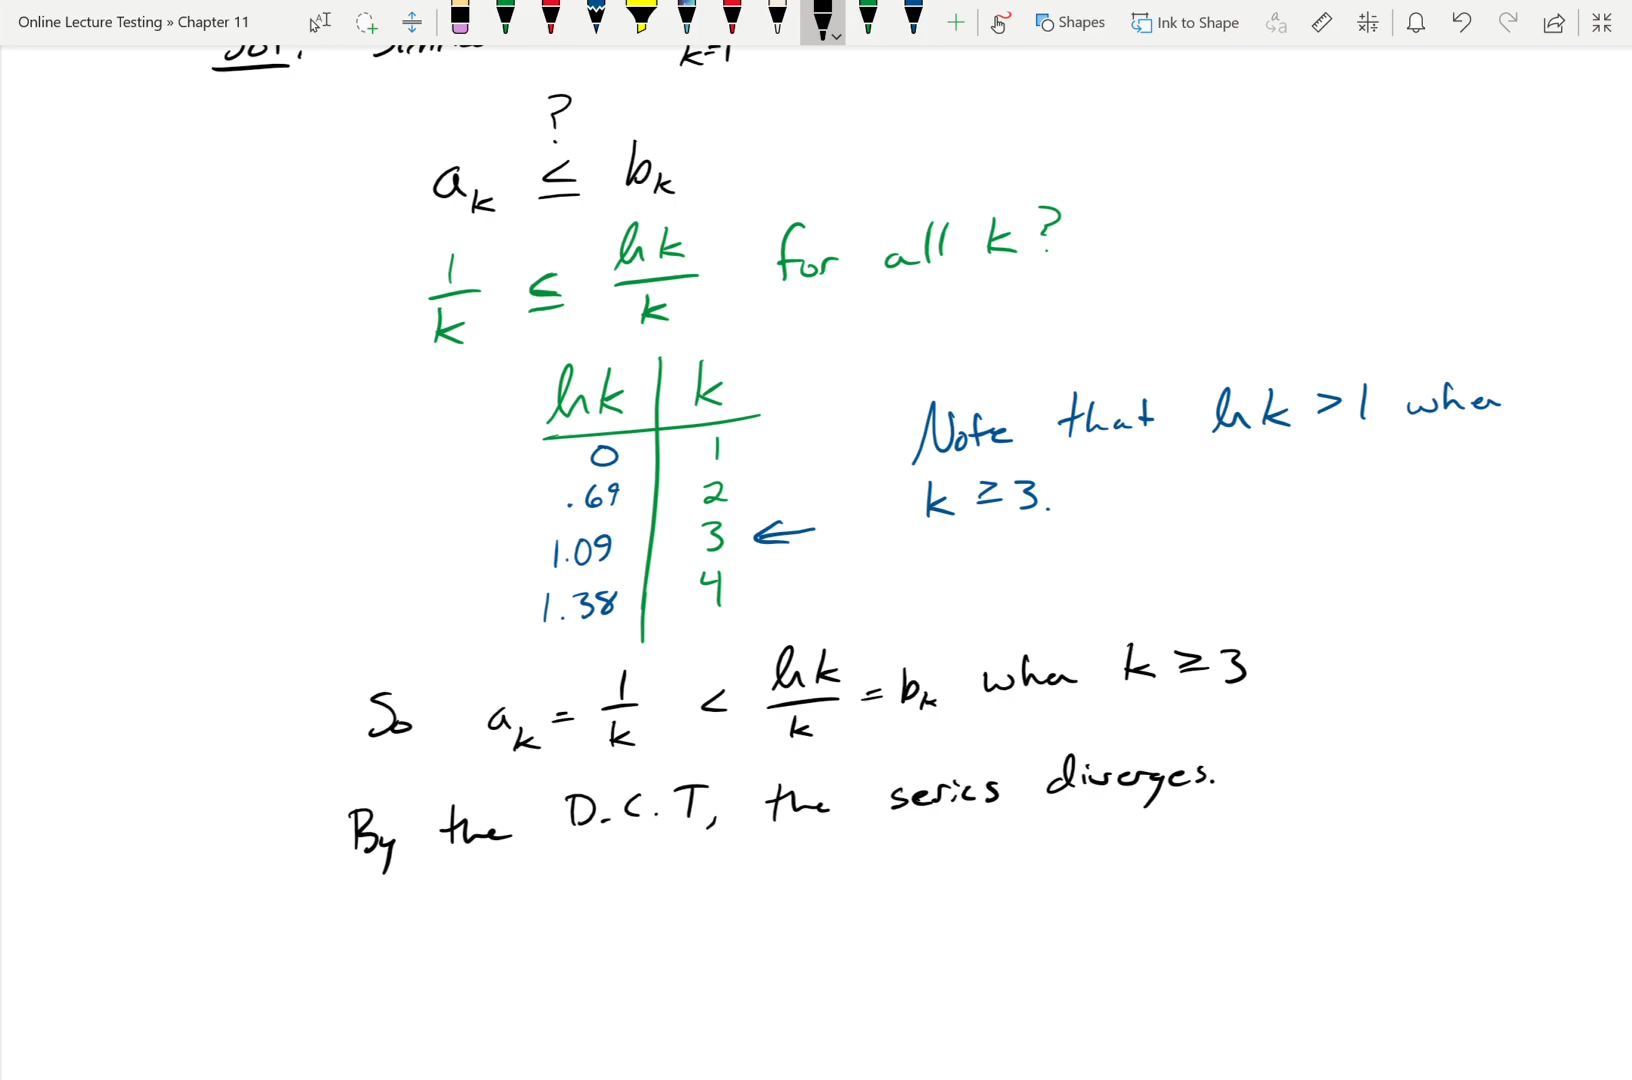 Online Lecture Testing » Chapter 11
Shapes
Ink to Shape
k=1
?
a_k ≤ b_k
1/k ≤ ln k/k for all k?
ln k | k
0 | 1
.69 | 2
1.09 | 3 ←
1.38 | 4
Note that ln k > 1 when
k ≥ 3.
So a_k = 1/k < ln k/k = b_k when k ≥ 3
By the D.C.T, the series diverges.